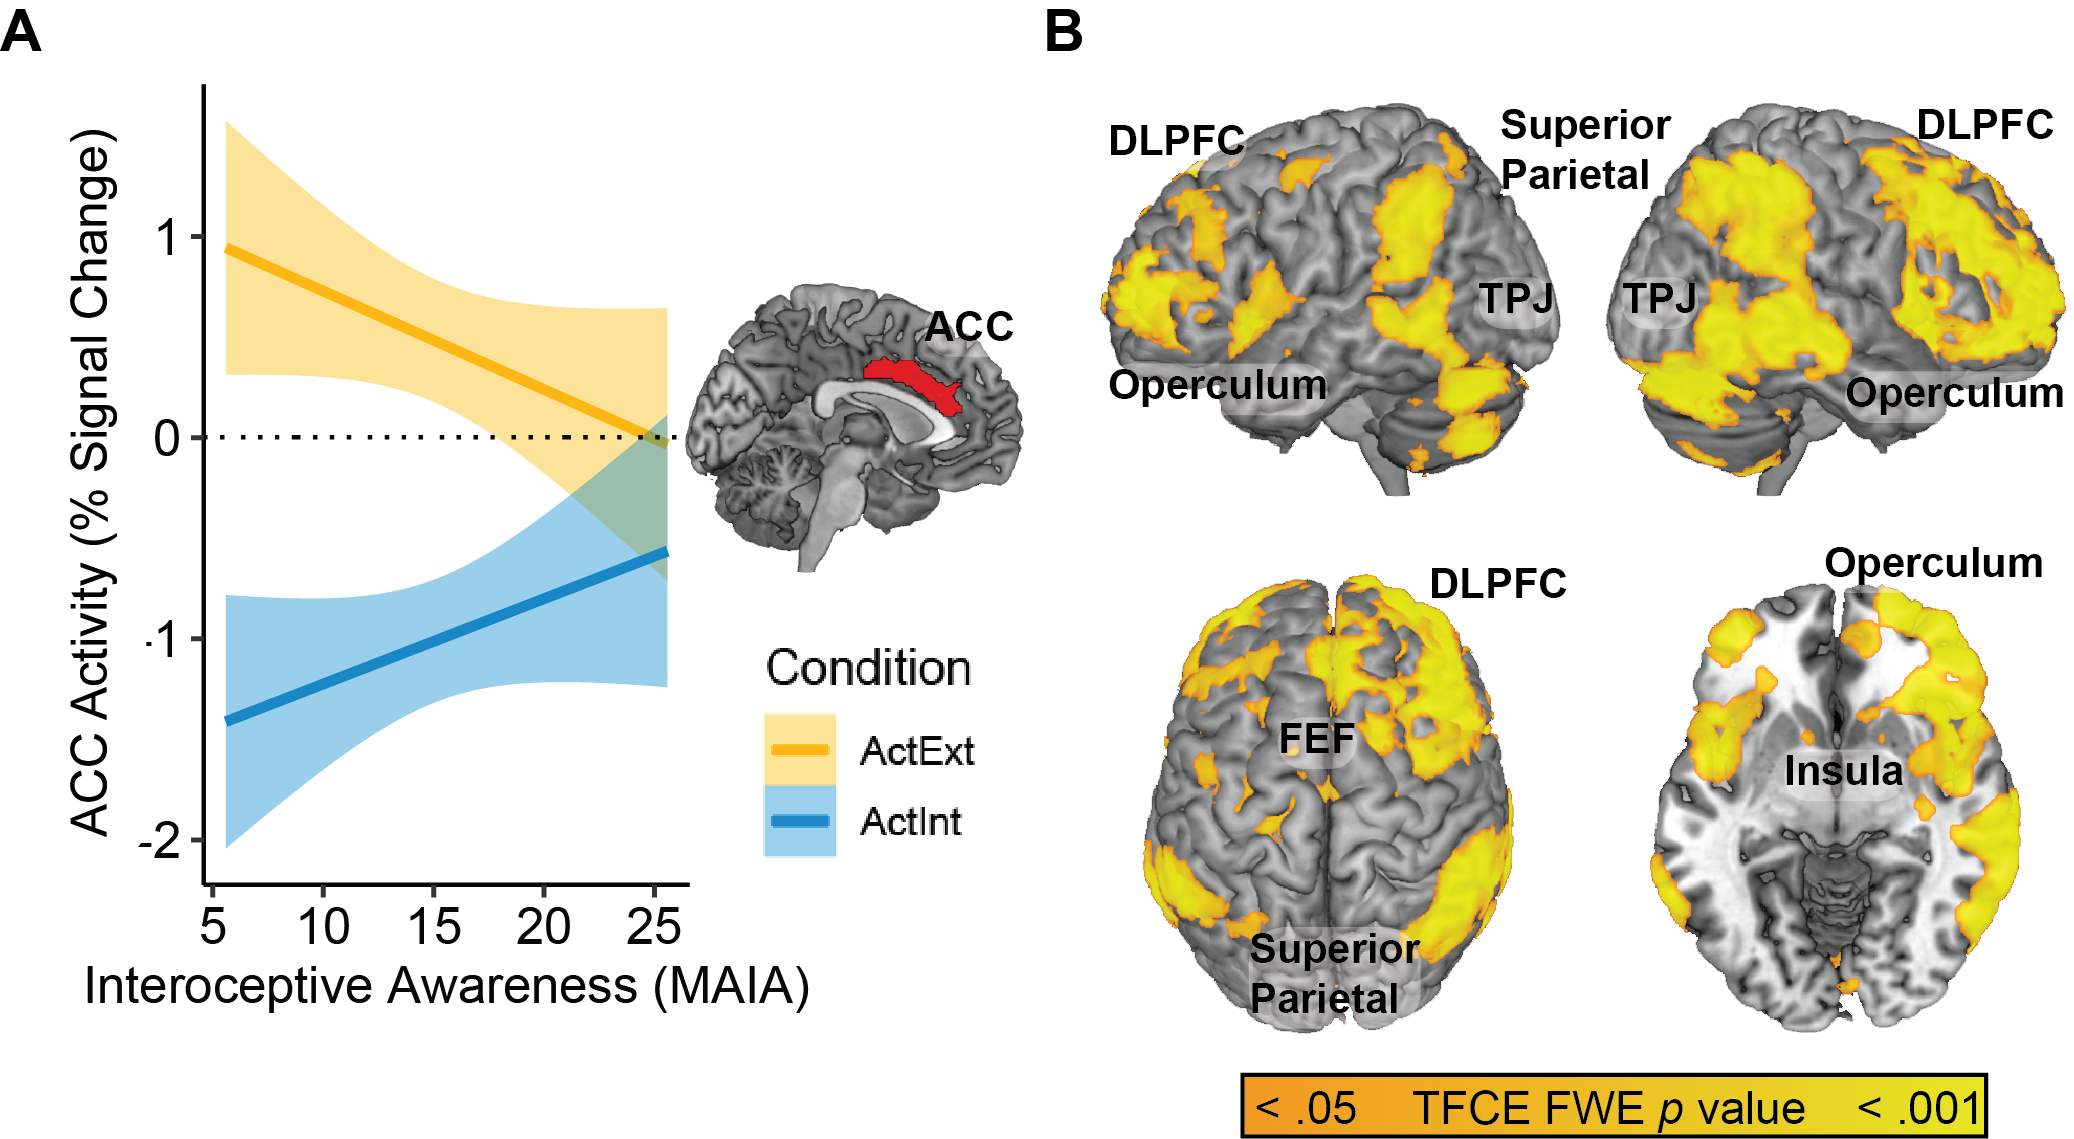 A
B
ACC Activity (% Signal Change)
1
0
-1
-2
5 10 15 20 25
Interoceptive Awareness (MAIA)
ACC
Condition
ActExt
ActInt
DLPFC
Superior
Parietal
DLPFC
TPJ
TPJ
Operculum
Operculum
DLPFC
Operculum
FEF
Insula
Superior
Parietal
< .05 TFCE FWE p value < .001